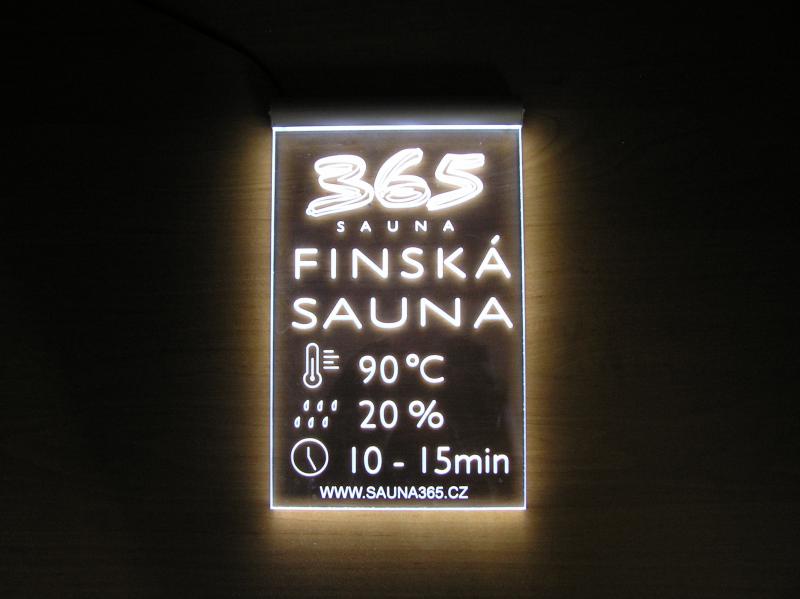 365
SAUNA
FINSKÁ
SAUNA
90 °C
20 %
10 - 15min
WWW.SAUNA365.CZ